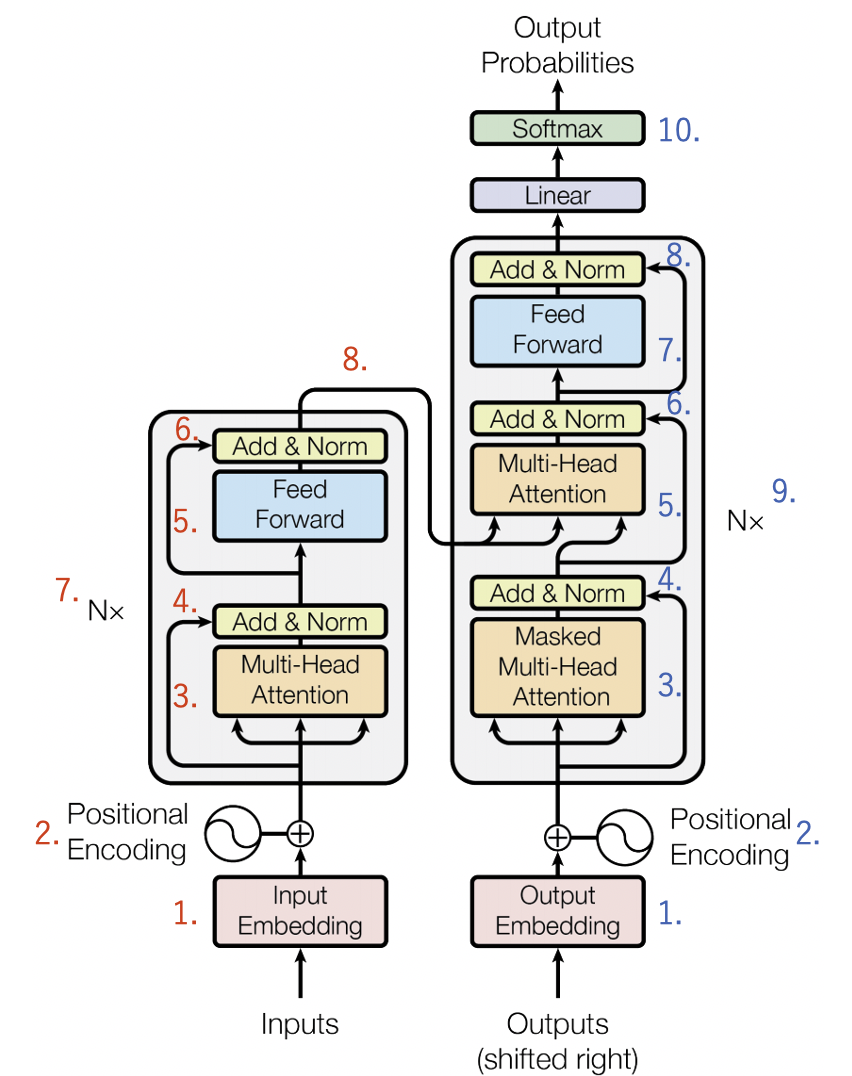 Output
Probabilities
Softmax 10.
Linear
8.
Add & Norm
Feed
Forward
7.
6.
Add & Norm
Multi-Head
Attention
5.
9.
N×
4.
Add & Norm
Masked
Multi-Head
Attention
3.
Positional
Encoding
2.
Output
Embedding
1.
Outputs
(shifted right)
8.
6.
Add & Norm
Feed
Forward
5.
7.
N×
4.
Add & Norm
Multi-Head
Attention
3.
2.
Positional
Encoding
Input
Embedding
1.
Inputs